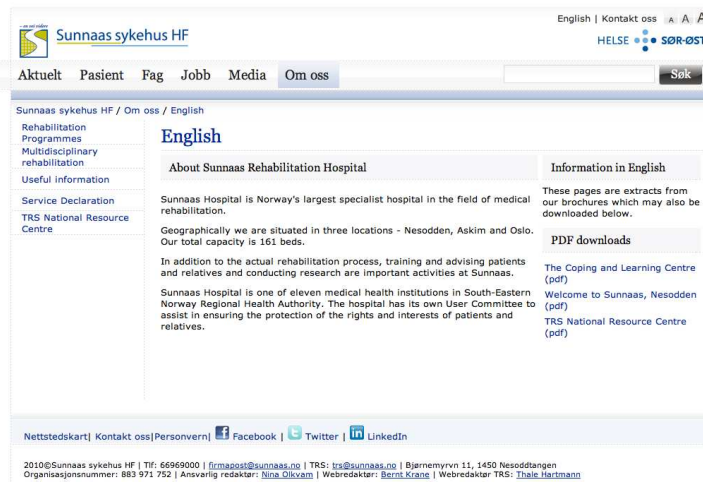 English | Kontakt oss A A A
– en vei videre
Sunnaas sykehus HF
HELSE SØR-ØST
Aktuelt Pasient Fag Jobb Media Om oss
Søk
Sunnaas sykehus HF / Om oss / English
Rehabilitation
Programmes
Multidisciplinary
rehabilitation
Useful information
Service Declaration
TRS National Resource
Centre
English
About Sunnaas Rehabilitation Hospital
Sunnaas Hospital is Norway's largest specialist hospital in the field of medical
rehabilitation.
Geographically we are situated in three locations - Nesodden, Askim and Oslo.
Our total capacity is 161 beds.
In addition to the actual rehabilitation process, training and advising patients
and relatives and conducting research are important activities at Sunnaas.
Sunnaas Hospital is one of eleven medical health institutions in South-Eastern
Norway Regional Health Authority. The hospital has its own User Committee to
assist in ensuring the protection of the rights and interests of patients and
relatives.
Information in English
These pages are extracts from
our brochures which may also be
downloaded below.
PDF downloads
The Coping and Learning Centre
(pdf)
Welcome to Sunnaas, Nesodden
(pdf)
TRS National Resource Centre
(pdf)
Nettstedskart| Kontakt oss|Personvern| Facebook | Twitter | LinkedIn
2010©Sunnaas sykehus HF | Tlf: 66969000 | firmapost@sunnaas.no | TRS: trs@sunnaas.no | Bjørnemyrvn 11, 1450 Nesoddtangen
Organisasjonsnummer: 883 971 752 | Ansvarlig redaktør: Nina Olkvam | Webredaktør: Bernt Krane | Webredaktør TRS: Thale Hartmann